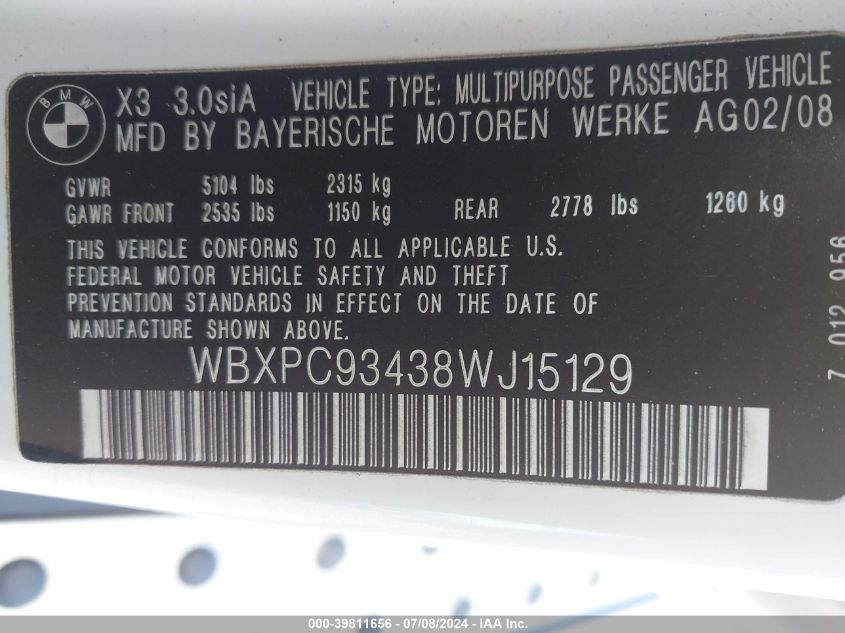 BMW
X3 3.0siA VEHICLE TYPE: MULTIPURPOSE PASSENGER VEHICLE
MFD BY BAYERISCHE MOTOREN WERKE AG02/08
GVWR 5104 lbs 2315 kg
GAWR FRONT 2535 lbs 1150 kg REAR 2778 lbs 1260 kg
THIS VEHICLE CONFORMS TO ALL APPLICABLE U.S.
FEDERAL MOTOR VEHICLE SAFETY AND THEFT
PREVENTION STANDARDS IN EFFECT ON THE DATE OF
MANUFACTURE SHOWN ABOVE.
WBXPC93438WJ15129
7 012 956
000-39811656 / 07/08/2024 - IAA Inc.